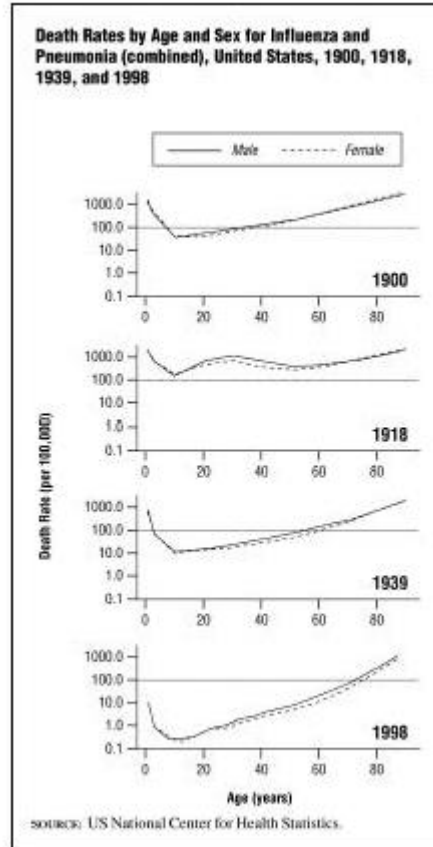 Death Rates by Age and Sex for Influenza and
Pneumonia (combined), United States, 1900, 1918,
1939, and 1998
Male Female
Death Rate (per 100,000)
1000.0
100.0
10.0
1.0
0.1
1900
0 20 40 60 80
1000.0
100.0
10.0
1.0
0.1
1918
0 20 40 60 80
1000.0
100.0
10.0
1.0
0.1
1939
0 20 40 60 80
1000.0
100.0
10.0
1.0
0.1
1998
0 20 40 60 80
Age (years)
SOURCE: US National Center for Health Statistics.